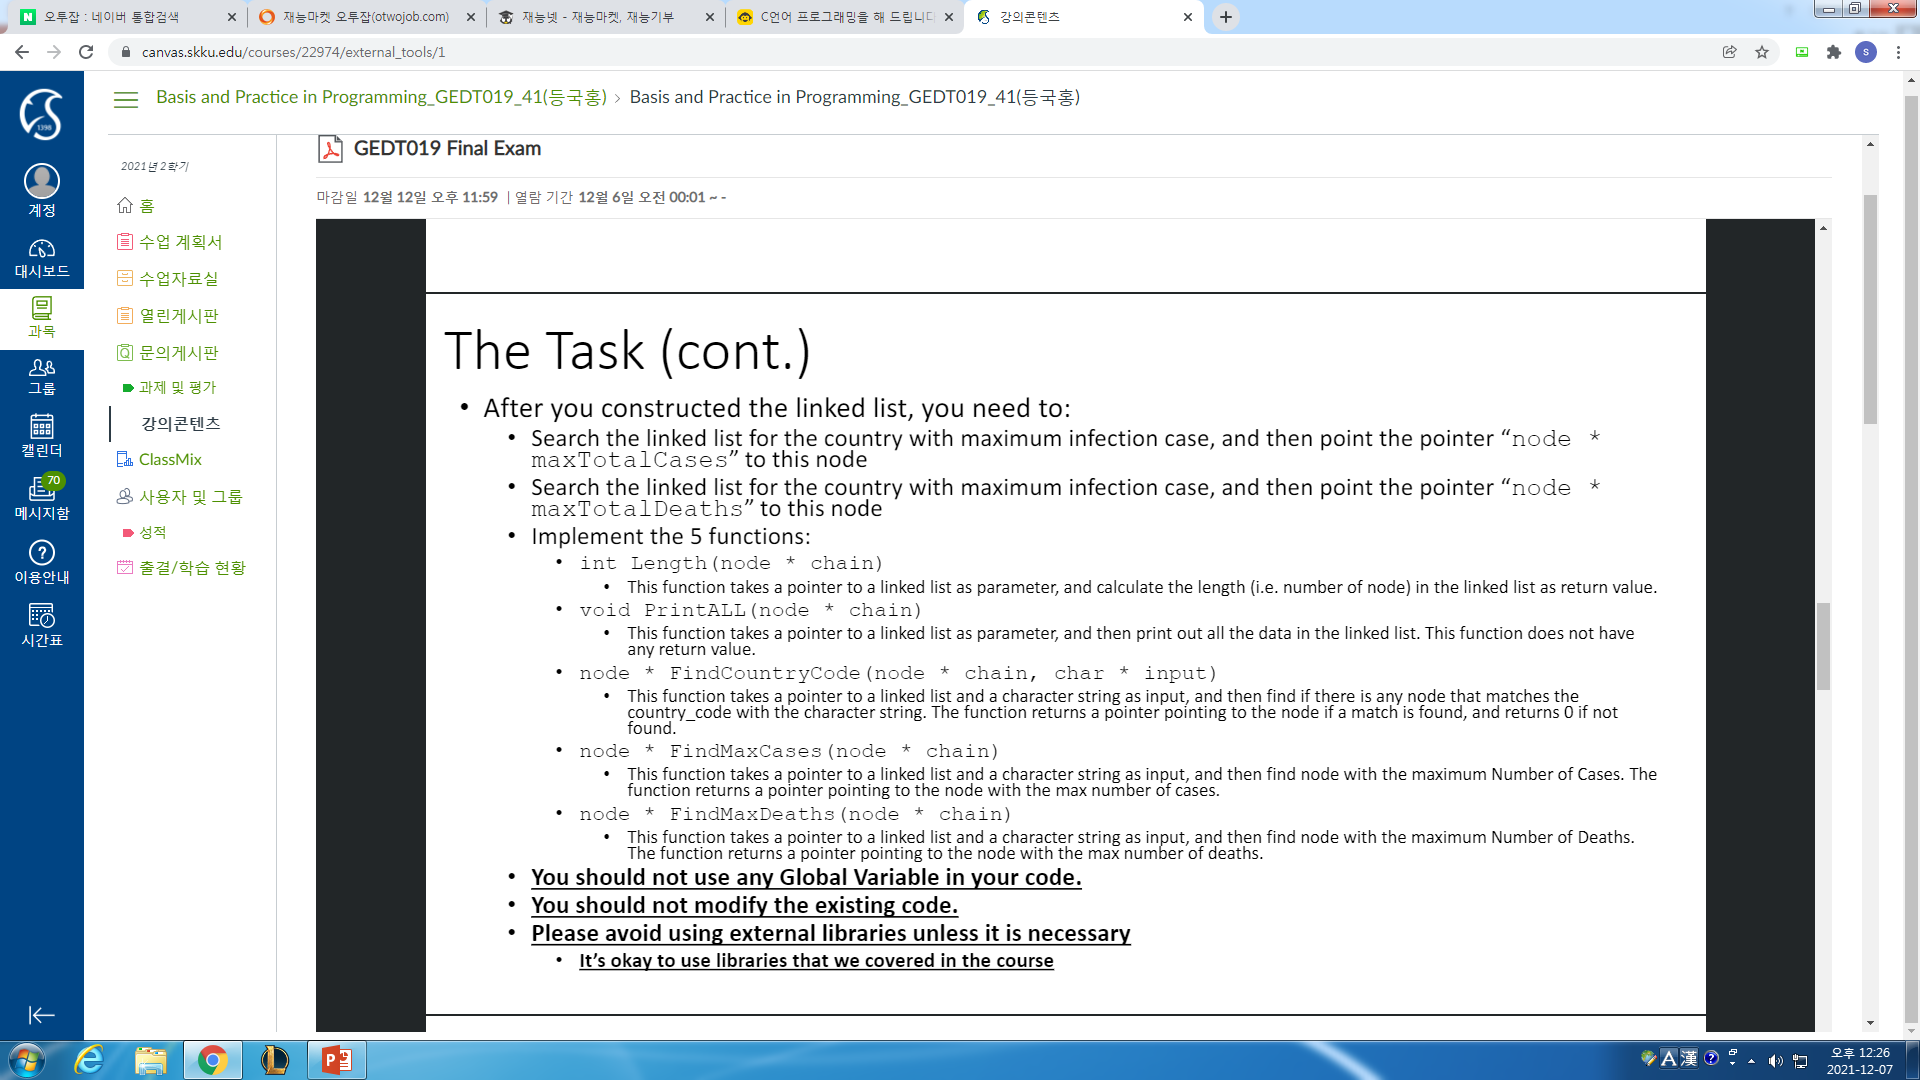 오투잡 : 네이버 통합검색
재능마켓 오투잡(otwojob.com)
재능넷 - 재능마켓, 재능기부
C언어 프로그래밍을 해 드립니다
강의콘텐츠
canvas.skku.edu/courses/22974/external_tools/1
S
Basis and Practice in Programming_GEDT019_41(등국홍) › Basis and Practice in Programming_GEDT019_41(등국홍)
1398
계정
대시보드
과목
그룹
캘린더
70
메시지함
이용안내
시간표
2021년 2학기
홈
수업 계획서
수업자료실
열린게시판
문의게시판
과제 및 평가
강의콘텐츠
ClassMix
사용자 및 그룹
성적
출결/학습 현황
GEDT019 Final Exam
마감일 12월 12일 오후 11:59 | 열람 기간 12월 6일 오전 00:01 ~ -
The Task (cont.)
• After you constructed the linked list, you need to:
• Search the linked list for the country with maximum infection case, and then point the pointer “node *
maxTotalCases” to this node
• Search the linked list for the country with maximum infection case, and then point the pointer “node *
maxTotalDeaths” to this node
• Implement the 5 functions:
• int Length(node * chain)
• This function takes a pointer to a linked list as parameter, and calculate the length (i.e. number of node) in the linked list as return value.
• void PrintALL(node * chain)
• This function takes a pointer to a linked list as parameter, and then print out all the data in the linked list. This function does not have
any return value.
• node * FindCountryCode(node * chain, char * input)
• This function takes a pointer to a linked list and a character string as input, and then find if there is any node that matches the
country_code with the character string. The function returns a pointer pointing to the node if a match is found, and returns 0 if not
found.
• node * FindMaxCases(node * chain)
• This function takes a pointer to a linked list and a character string as input, and then find node with the maximum Number of Cases. The
function returns a pointer pointing to the node with the max number of cases.
• node * FindMaxDeaths(node * chain)
• This function takes a pointer to a linked list and a character string as input, and then find node with the maximum Number of Deaths.
The function returns a pointer pointing to the node with the max number of deaths.
• You should not use any Global Variable in your code.
• You should not modify the existing code.
• Please avoid using external libraries unless it is necessary
• It’s okay to use libraries that we covered in the course
A 漢
오후 12:26
2021-12-07